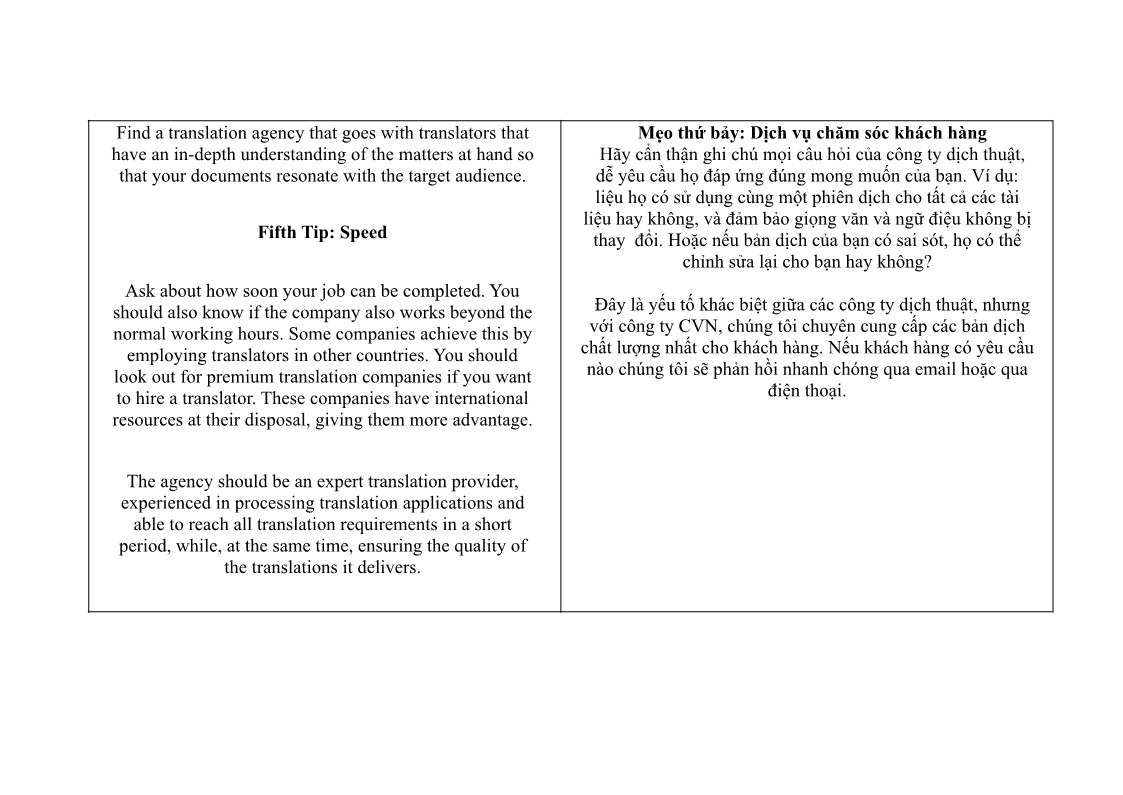 Find a translation agency that goes with translators that
have an in-depth understanding of the matters at hand so
that your documents resonate with the target audience.
Fifth Tip: Speed
Ask about how soon your job can be completed. You
should also know if the company also works beyond the
normal working hours. Some companies achieve this by
employing translators in other countries. You should
look out for premium translation companies if you want
to hire a translator. These companies have international
resources at their disposal, giving them more advantage.
The agency should be an expert translation provider,
experienced in processing translation applications and
able to reach all translation requirements in a short
period, while, at the same time, ensuring the quality of
the translations it delivers.
Mẹo thứ bảy: Dịch vụ chăm sóc khách hàng
Hãy cẩn thận ghi chú mọi câu hỏi của công ty dịch thuật,
dễ yêu cầu họ đáp ứng đúng mong muốn của bạn. Ví dụ:
liệu họ có sử dụng cùng một phiên dịch cho tất cả các tài
liệu hay không, và đảm bảo giọng văn và ngữ điệu không bị
thay  đổi. Hoặc nếu bản dịch của bạn có sai sót, họ có thể
chỉnh sửa lại cho bạn hay không?
Đây là yếu tố khác biệt giữa các công ty dịch thuật, nhưng
với công ty CVN, chúng tôi chuyên cung cấp các bản dịch
chất lượng nhất cho khách hàng. Nếu khách hàng có yêu cầu
nào chúng tôi sẽ phản hồi nhanh chóng qua email hoặc qua
điện thoại.